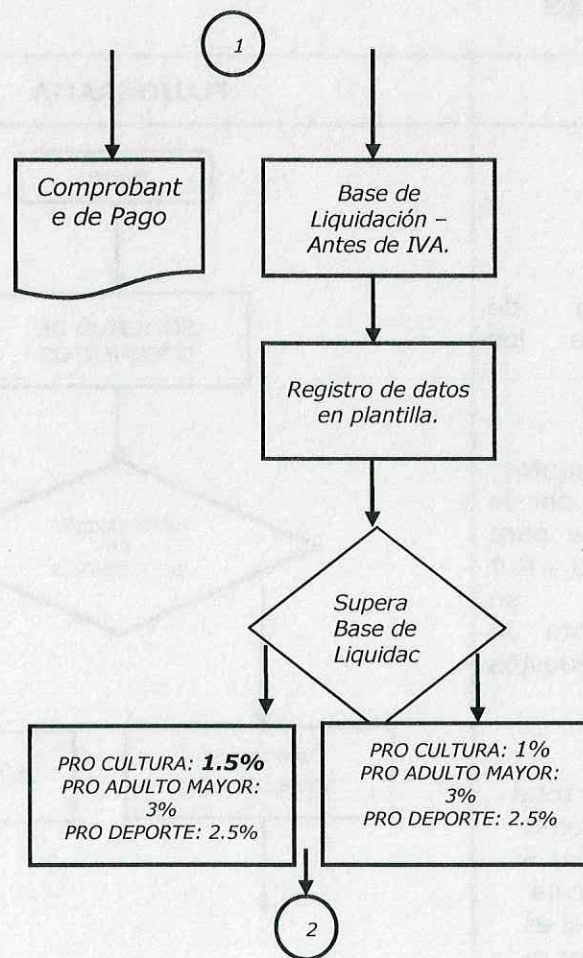 1
Comprobant
e de Pago
Base de
Liquidación –
Antes de IVA.
Registro de datos
en plantilla.
Supera
Base de
Liquidac
PRO CULTURA: 1.5%
PRO ADULTO MAYOR:
3%
PRO DEPORTE: 2.5%
PRO CULTURA: 1%
PRO ADULTO MAYOR:
3%
PRO DEPORTE: 2.5%
2